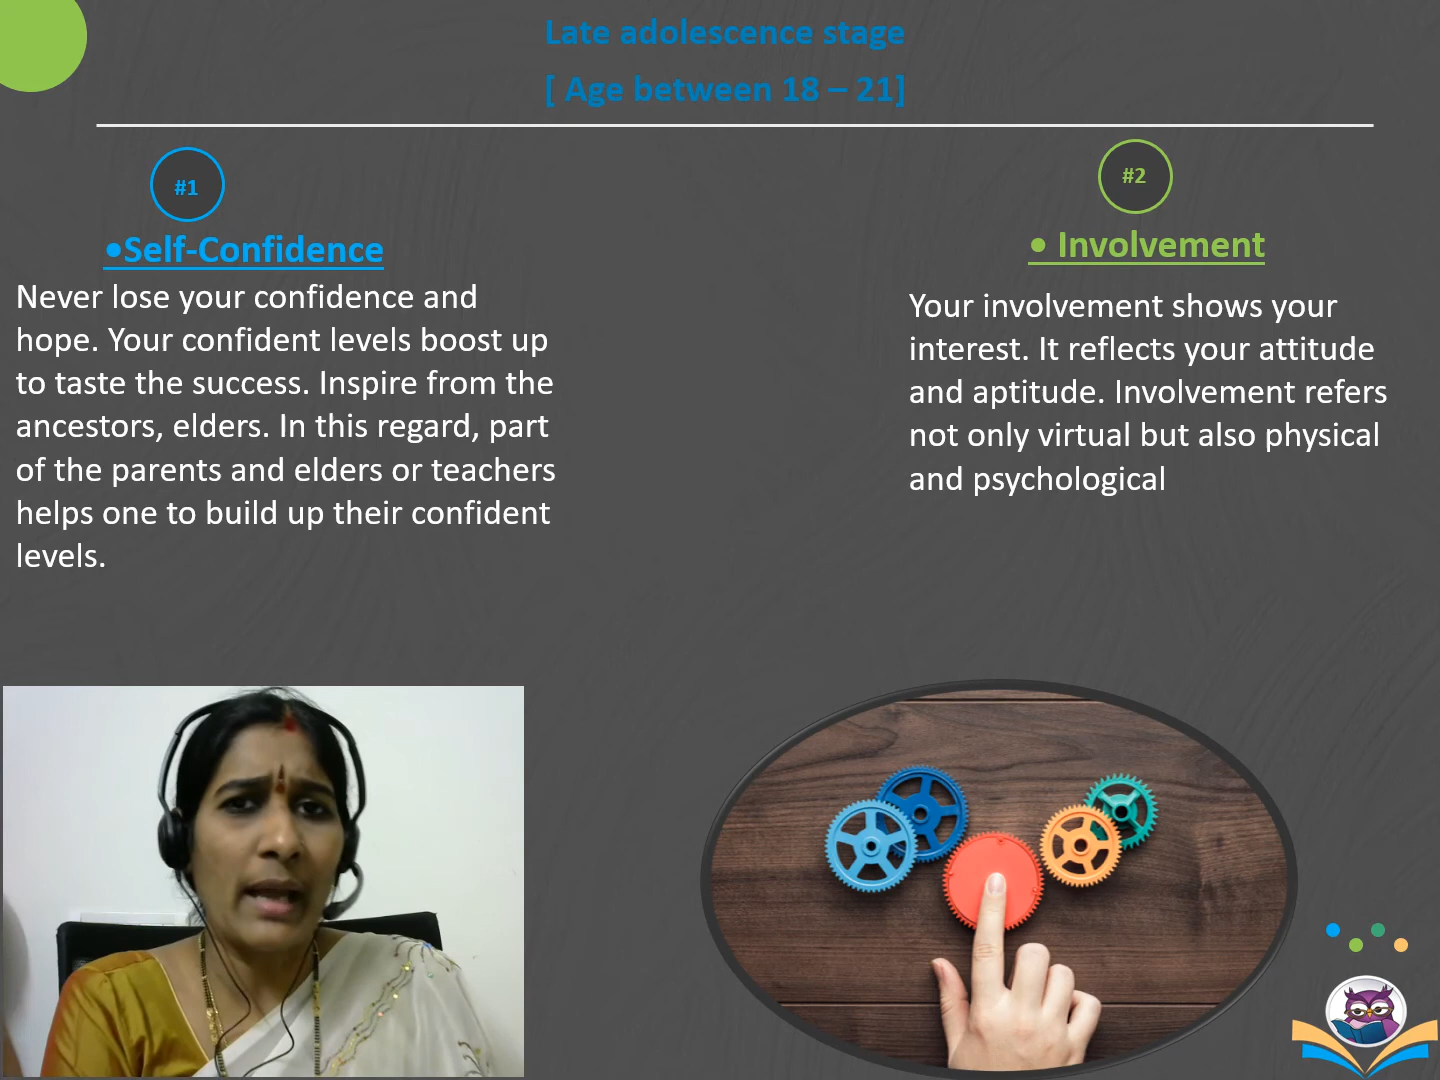 Late adolescence stage
[ Age between 18 – 21]
#1
•Self-Confidence
Never lose your confidence and
hope. Your confident levels boost up
to taste the success. Inspire from the
ancestors, elders. In this regard, part
of the parents and elders or teachers
helps one to build up their confident
levels.
#2
• Involvement
Your involvement shows your
interest. It reflects your attitude
and aptitude. Involvement refers
not only virtual but also physical
and psychological